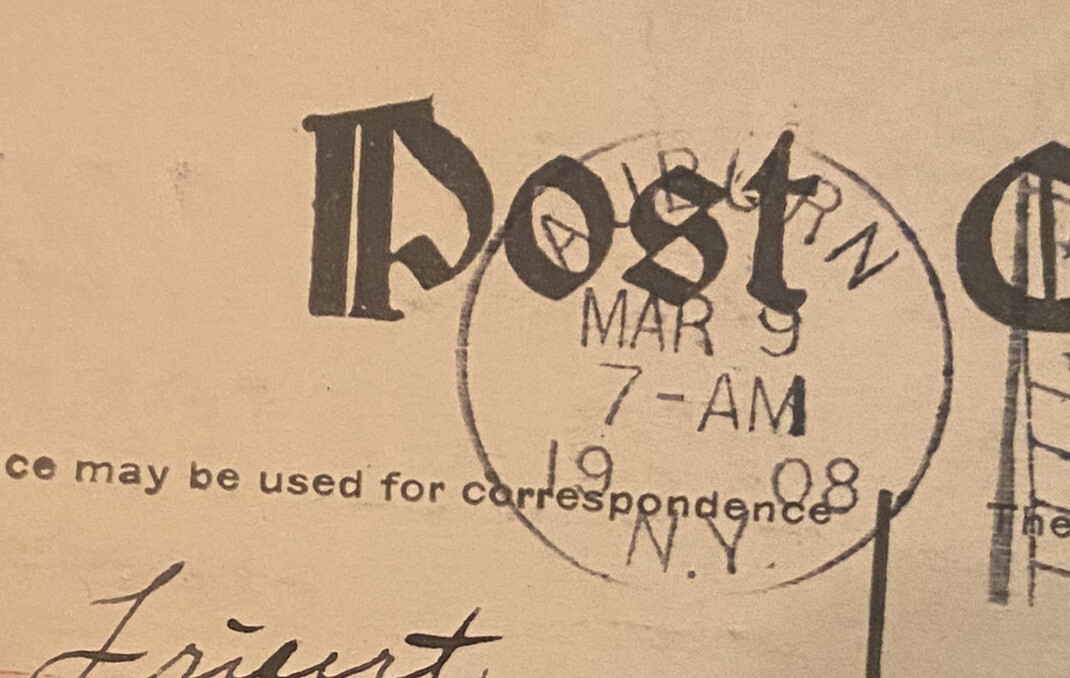 Post C
AUBURN
MAR 9
7-AM
19 08
N.Y.
ce may be used for correspondence
The